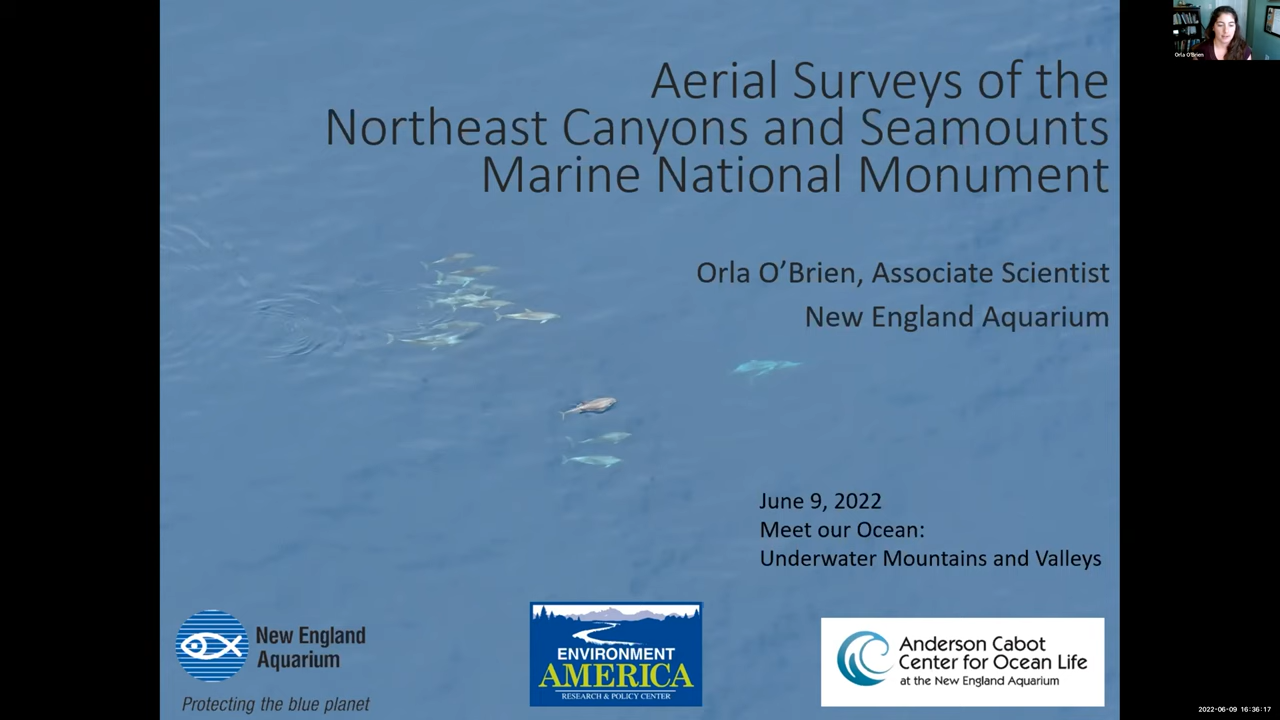 Orla O'Brien
Aerial Surveys of the
Northeast Canyons and Seamounts
Marine National Monument
Orla O’Brien, Associate Scientist
New England Aquarium
June 9, 2022
Meet our Ocean:
Underwater Mountains and Valleys
New England
Aquarium
Protecting the blue planet
ENVIRONMENT
AMERICA
RESEARCH & POLICY CENTER
Anderson Cabot
Center for Ocean Life
at the New England Aquarium
2022-06-09 16:36:17